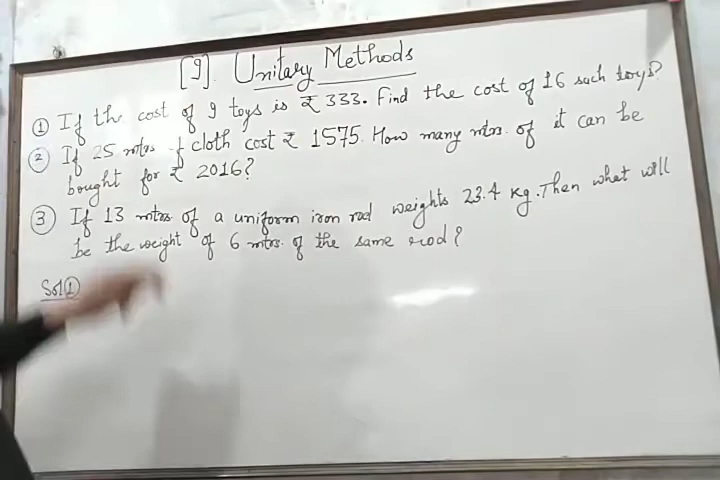 [9]. Unitary Methods
① If the cost of 9 toys is ₹ 333. Find the cost of 16 such toys?
② If 25 mtrs of cloth cost ₹ 1575. How many mtrs. of it can be
bought for ₹ 2016?
③ If 13 mtrs of a uniform iron rod weights 23.4 kg. Then what will
be the weight of 6 mtrs. of the same rod?
Sol ①